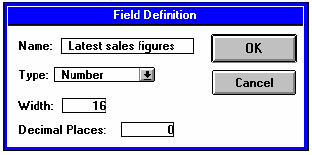 Field Definition
Name: Latest sales figures
OK
Type: Number
Cancel
Width: 16
Decimal Places: 0